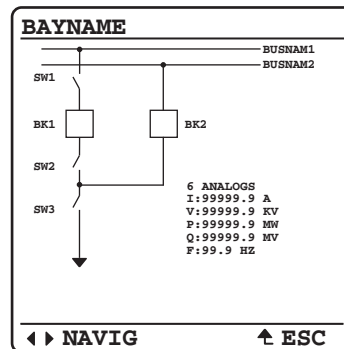 BAYNAME
BUSNAM1
BUSNAM2
SW1
BK1
BK2
SW2
SW3
6 ANALOGS
I:99999.9 A
V:99999.9 KV
P:99999.9 MW
Q:99999.9 MV
F:99.9 HZ
NAVIG
ESC